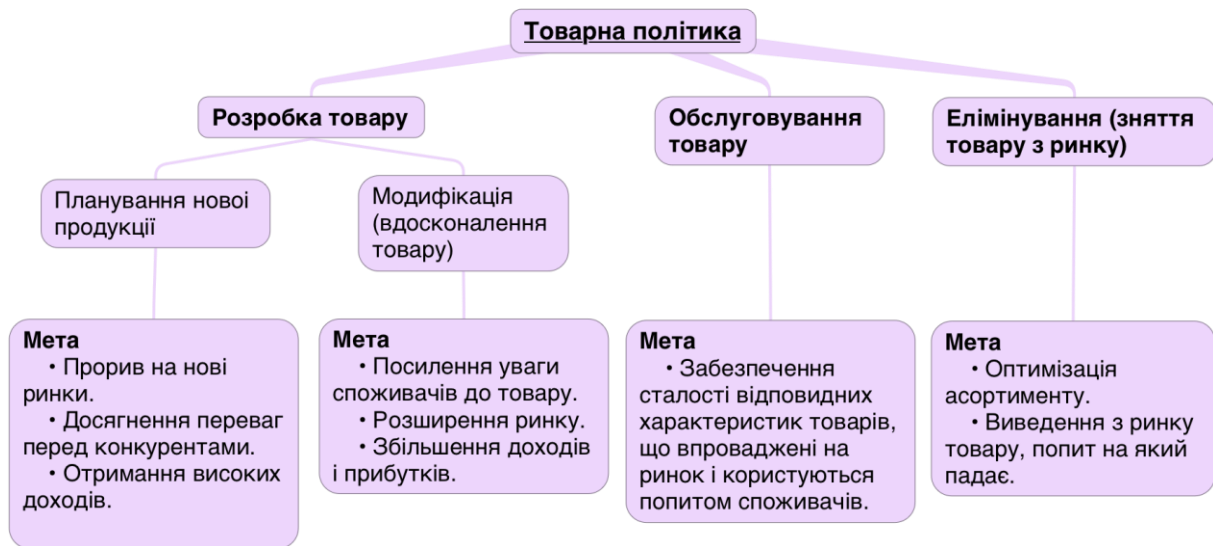 Товарна політика
Розробка товару
Обслуговування
товару
Елімінування (зняття
товару з ринку)
Планування нової
продукції
Модифікація
(вдосконалення
товару)
Мета
• Прорив на нові
ринки.
• Досягнення переваг
перед конкурентами.
• Отримання високих
доходів.
Мета
• Посилення уваги
споживачів до товару.
• Розширення ринку.
• Збільшення доходів
і прибутків.
Мета
• Забезпечення
сталості відповідних
характеристик товарів,
що впроваджені на
ринок і користуються
попитом споживачів.
Мета
• Оптимізація
асортименту.
• Виведення з ринку
товару, попит на який
падає.